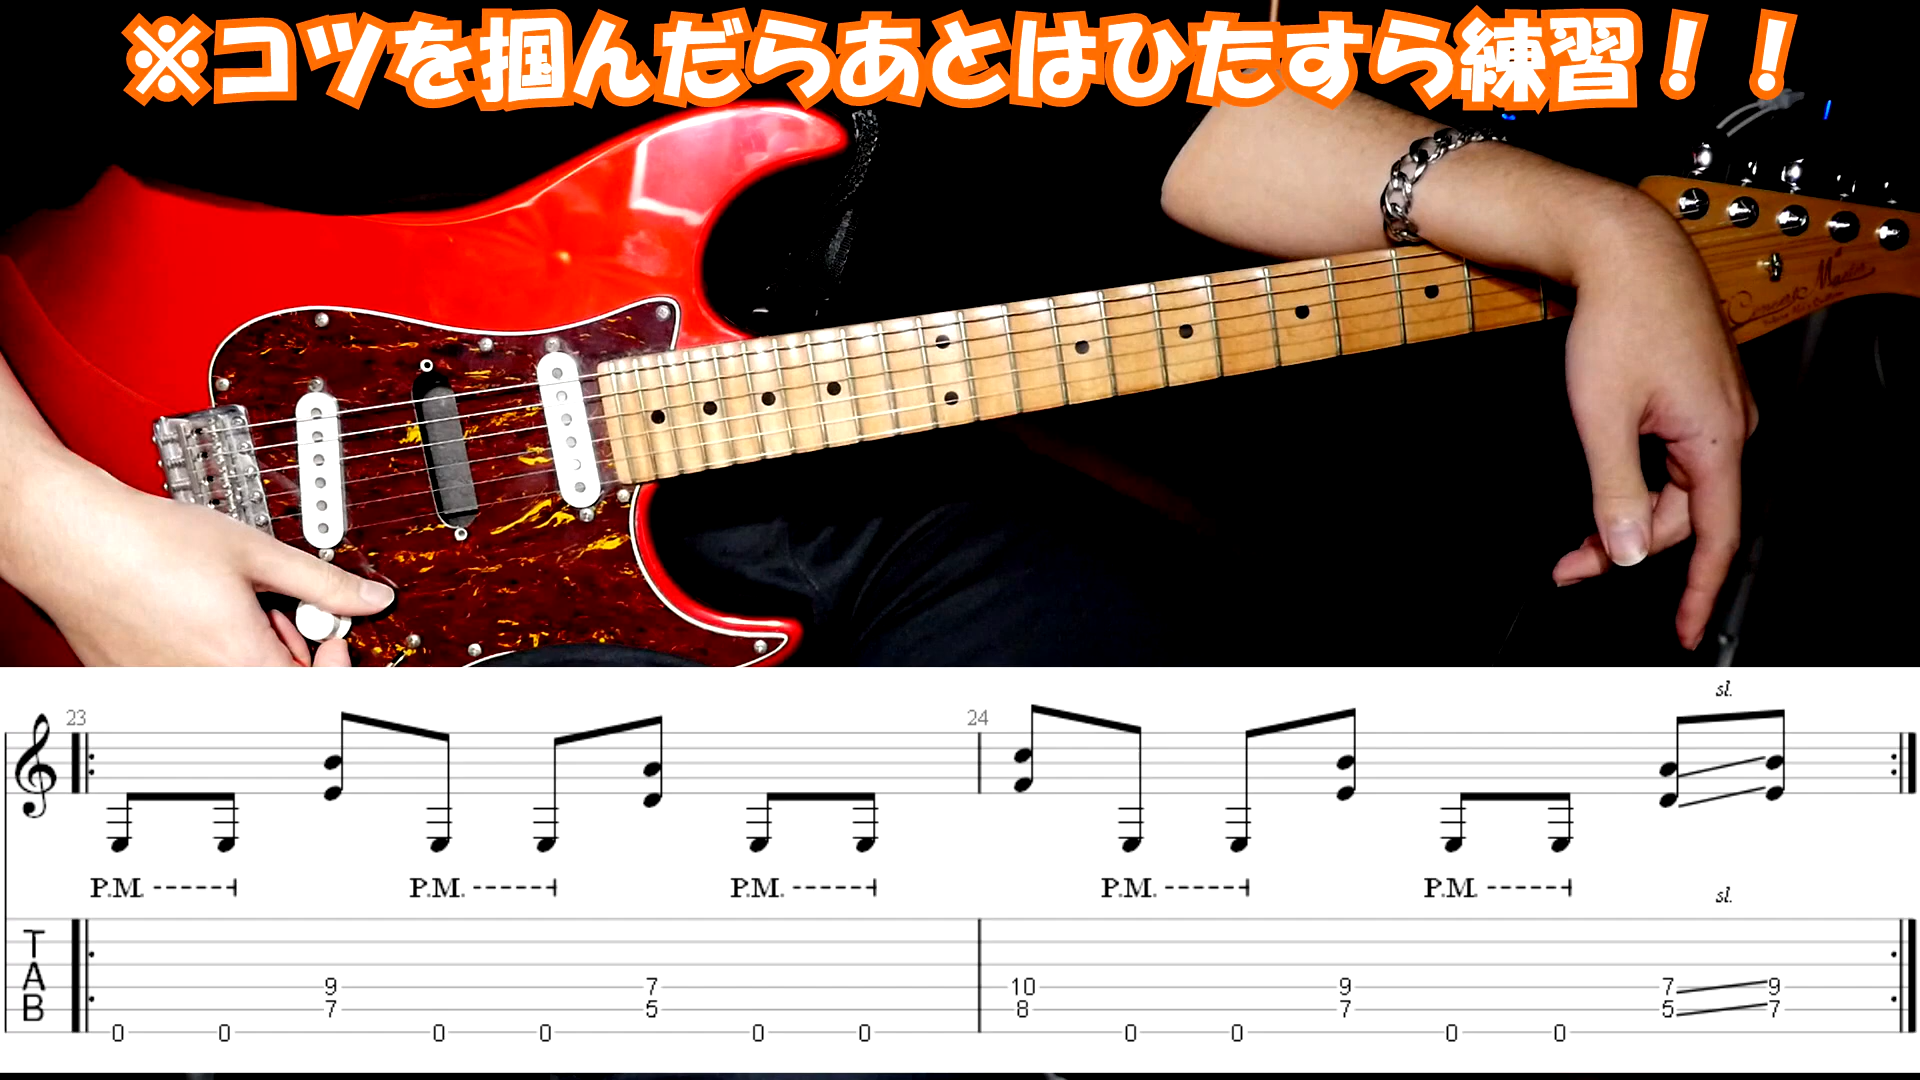 ※コツを掴んだらあとはひたすら練習！！
23
24
sl.
P.M. P.M. P.M. P.M. P.M.
sl.
T
A
B
9 7 10 9 7 9
7 5 8 7 5 7
0 0 0 0 0 0 0 0 0 0